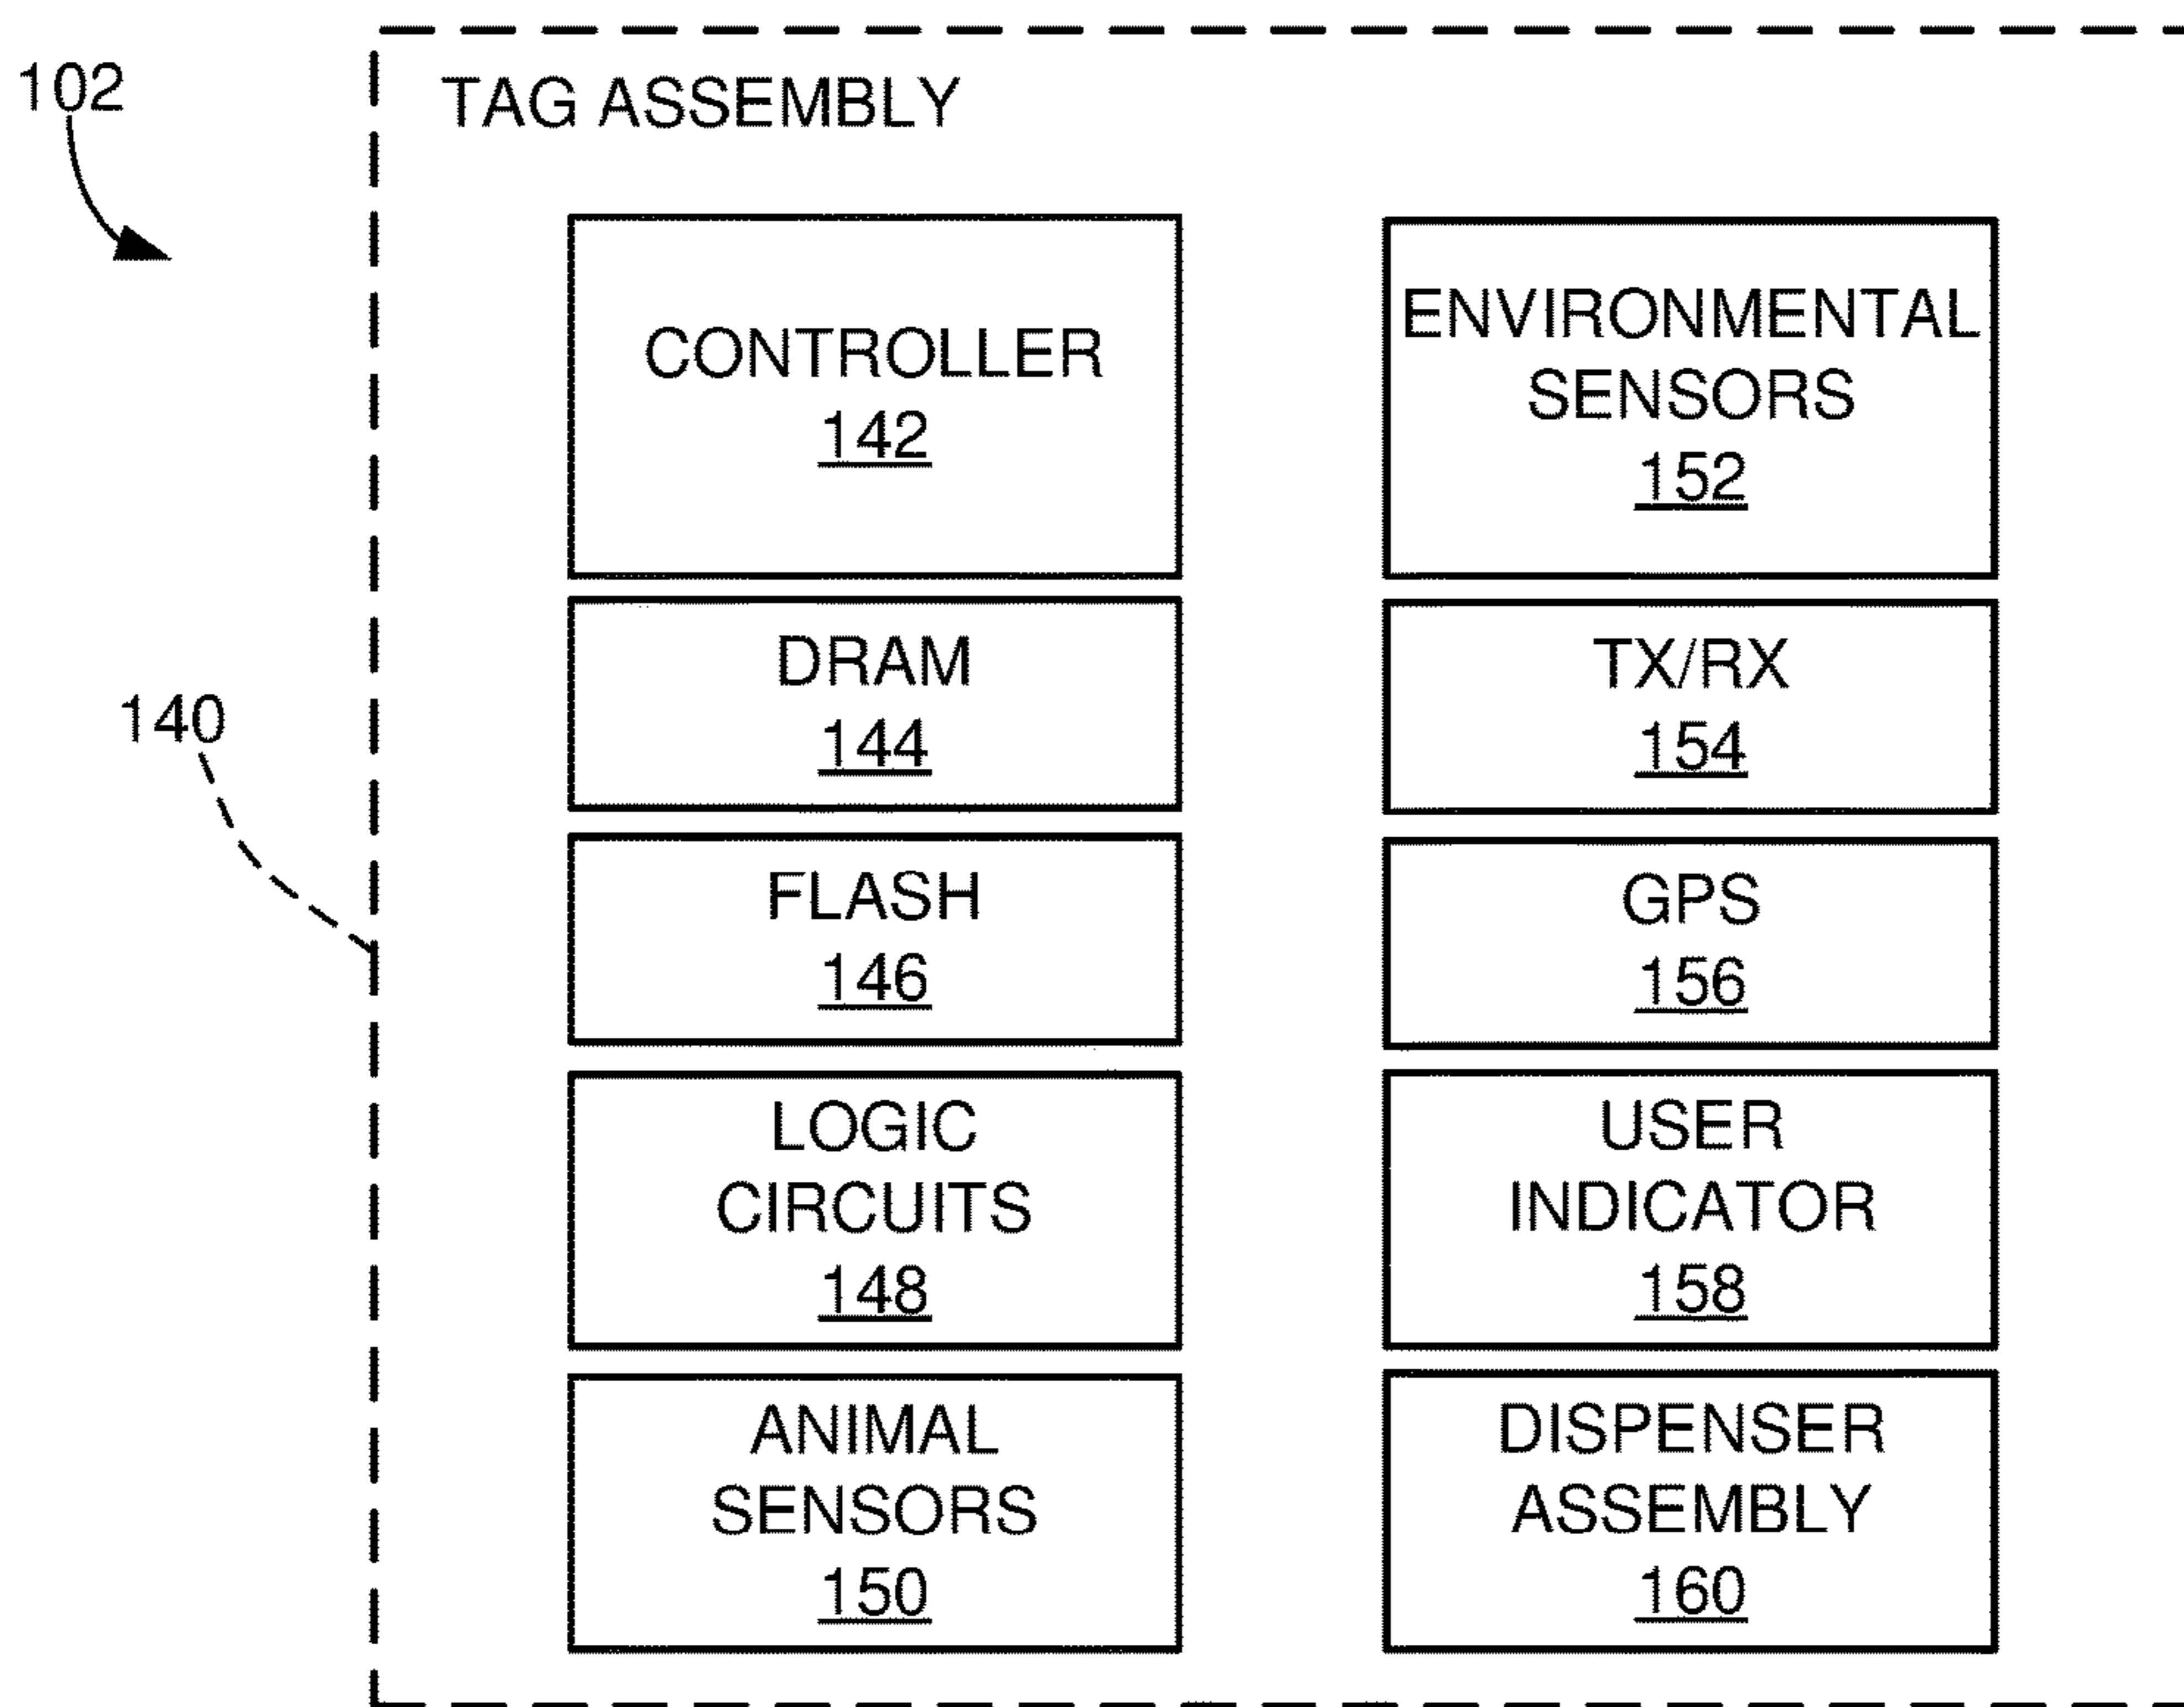 102
TAG ASSEMBLY
CONTROLLER
142
ENVIRONMENTAL
SENSORS
152
DRAM
144
TX/RX
154
140
FLASH
146
GPS
156
LOGIC
CIRCUITS
148
USER
INDICATOR
158
ANIMAL
SENSORS
150
DISPENSER
ASSEMBLY
160